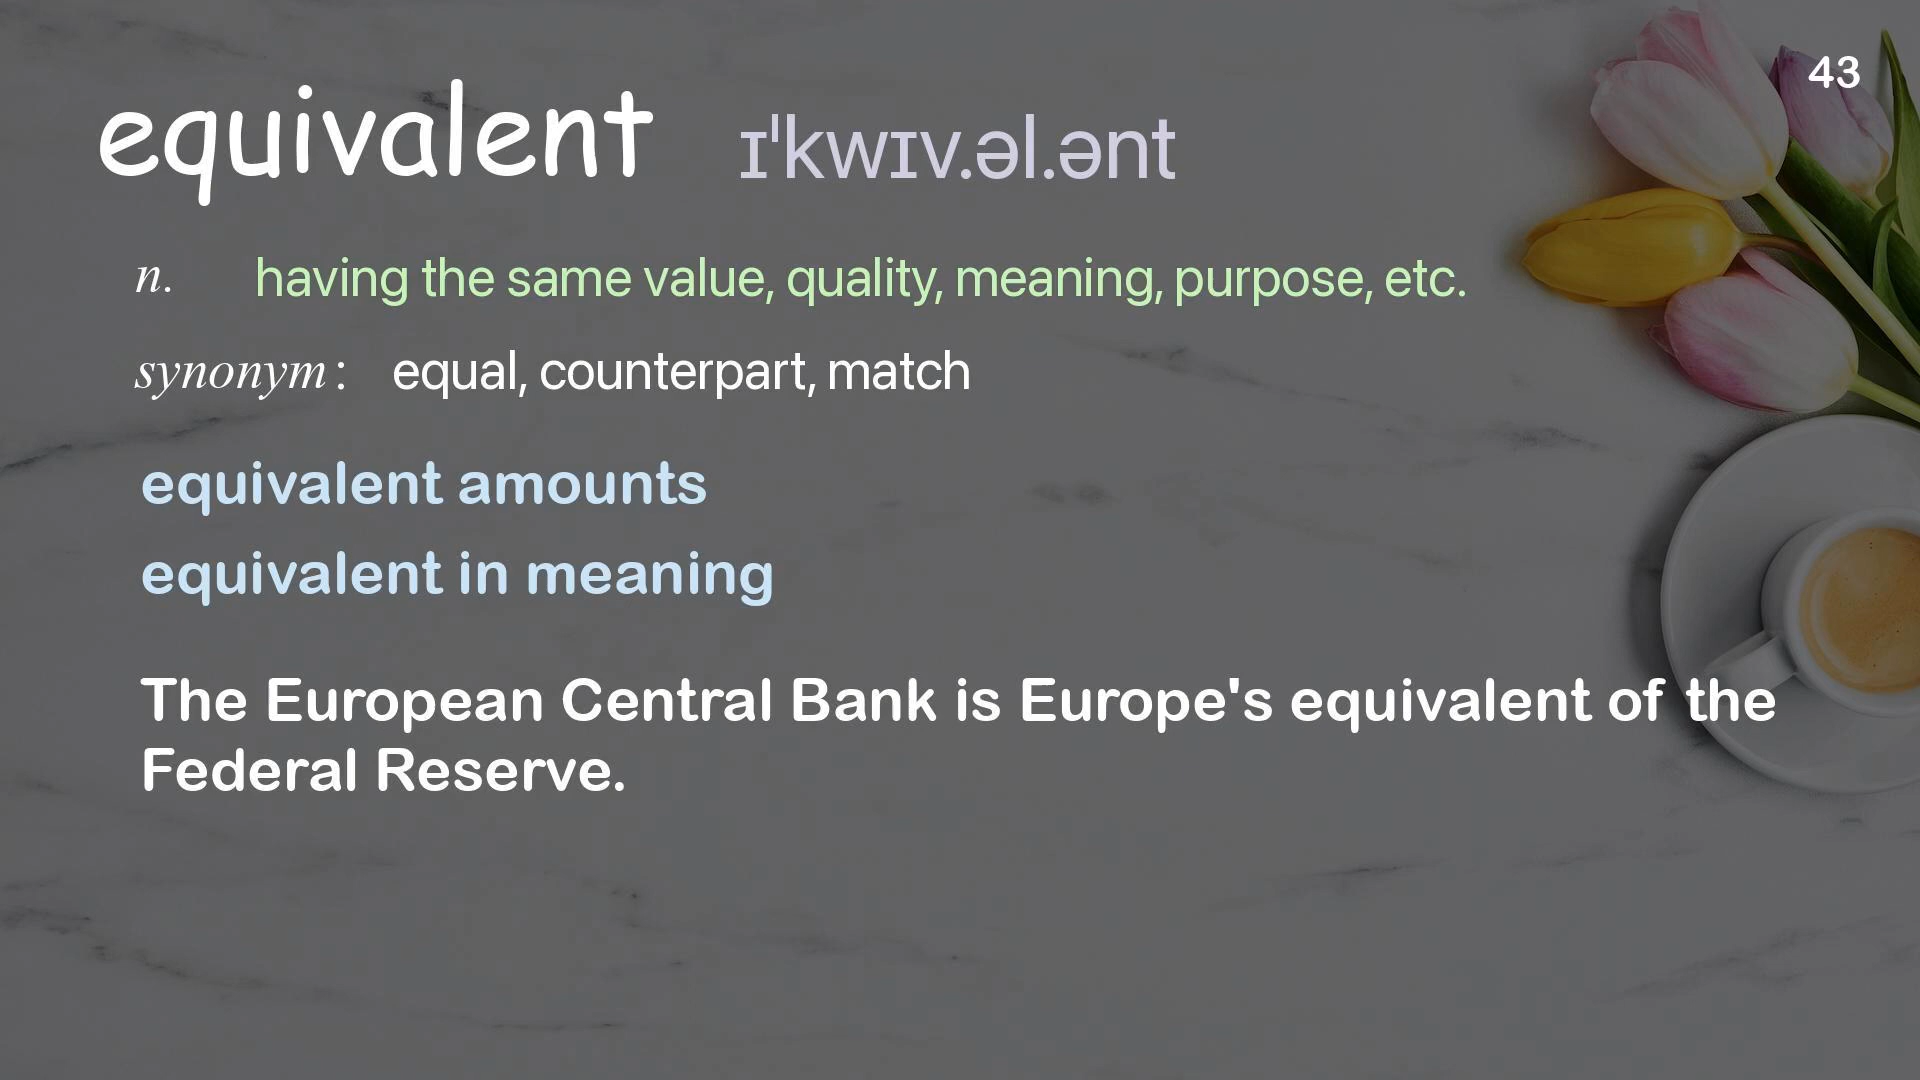 43
equivalent ɪˈkwɪv.əl.ənt
n. having the same value, quality, meaning, purpose, etc.
synonym: equal, counterpart, match
equivalent amounts
equivalent in meaning
The European Central Bank is Europe's equivalent of the
Federal Reserve.